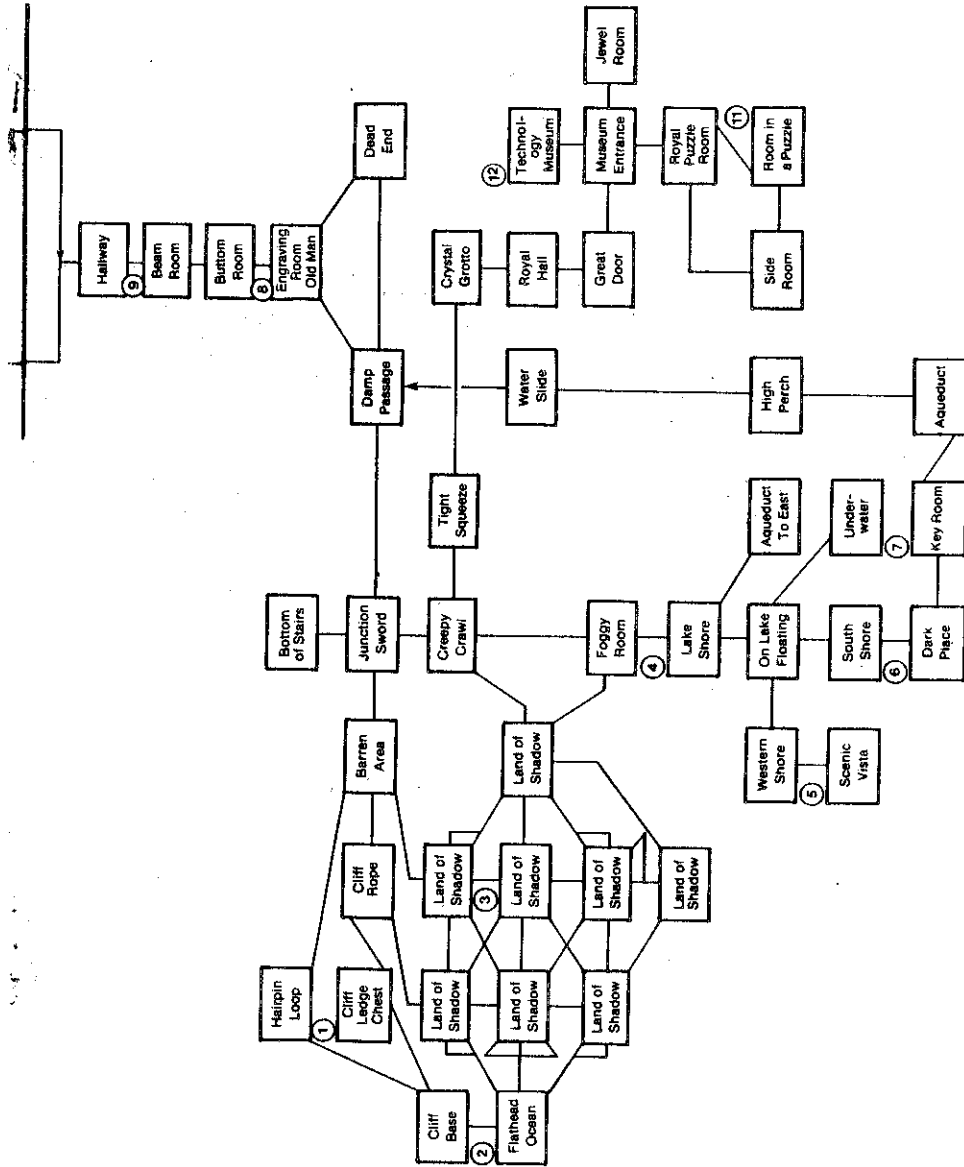 Hallway
9
Beam
Room
Buttom
Room
8
Engraving
Room
Old Man
Dead
End
Damp
Passage
Bottom
of Stairs
Junction
Sword
Barren
Area
Hairpin
Loop
1
Cliff
Ledge
Chest
Cliff
Rope
Cliff
Base
2
Flathead
Ocean
Land of
Shadow
Land of
Shadow
Land of
Shadow
Land of
Shadow
3
Land of
Shadow
Land of
Shadow
Land of
Shadow
Land of
Shadow
Creepy
Crawl
Tight
Squeeze
Crystal
Grotto
Royal
Hall
Great
Door
12
Technol-
ogy
Museum
Museum
Entrance
Jewel
Room
Royal
Puzzle
Room
11
Room in
a Puzzle
Side
Room
Water
Slide
High
Perch
Aqueduct
Foggy
Room
4
Lake
Shore
Aqueduct
To East
On Lake
Floating
Under-
water
Western
Shore
5
Scenic
Vista
South
Shore
6
Dark
Place
7
Key Room